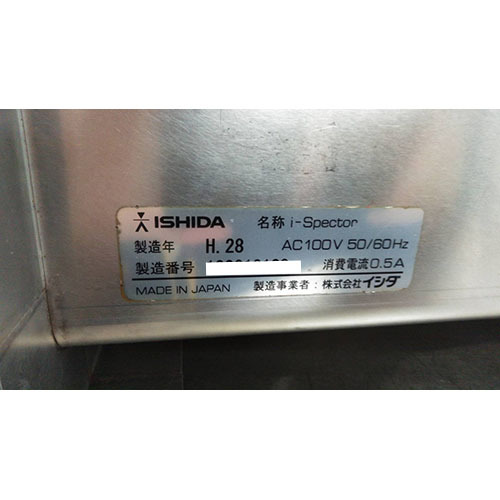 ISHIDA 名称 i-Spector
製造年 H.28 AC100V 50/60Hz
製造番号 消費電流0.5A
MADE IN JAPAN 製造事業者:株式会社イシダ